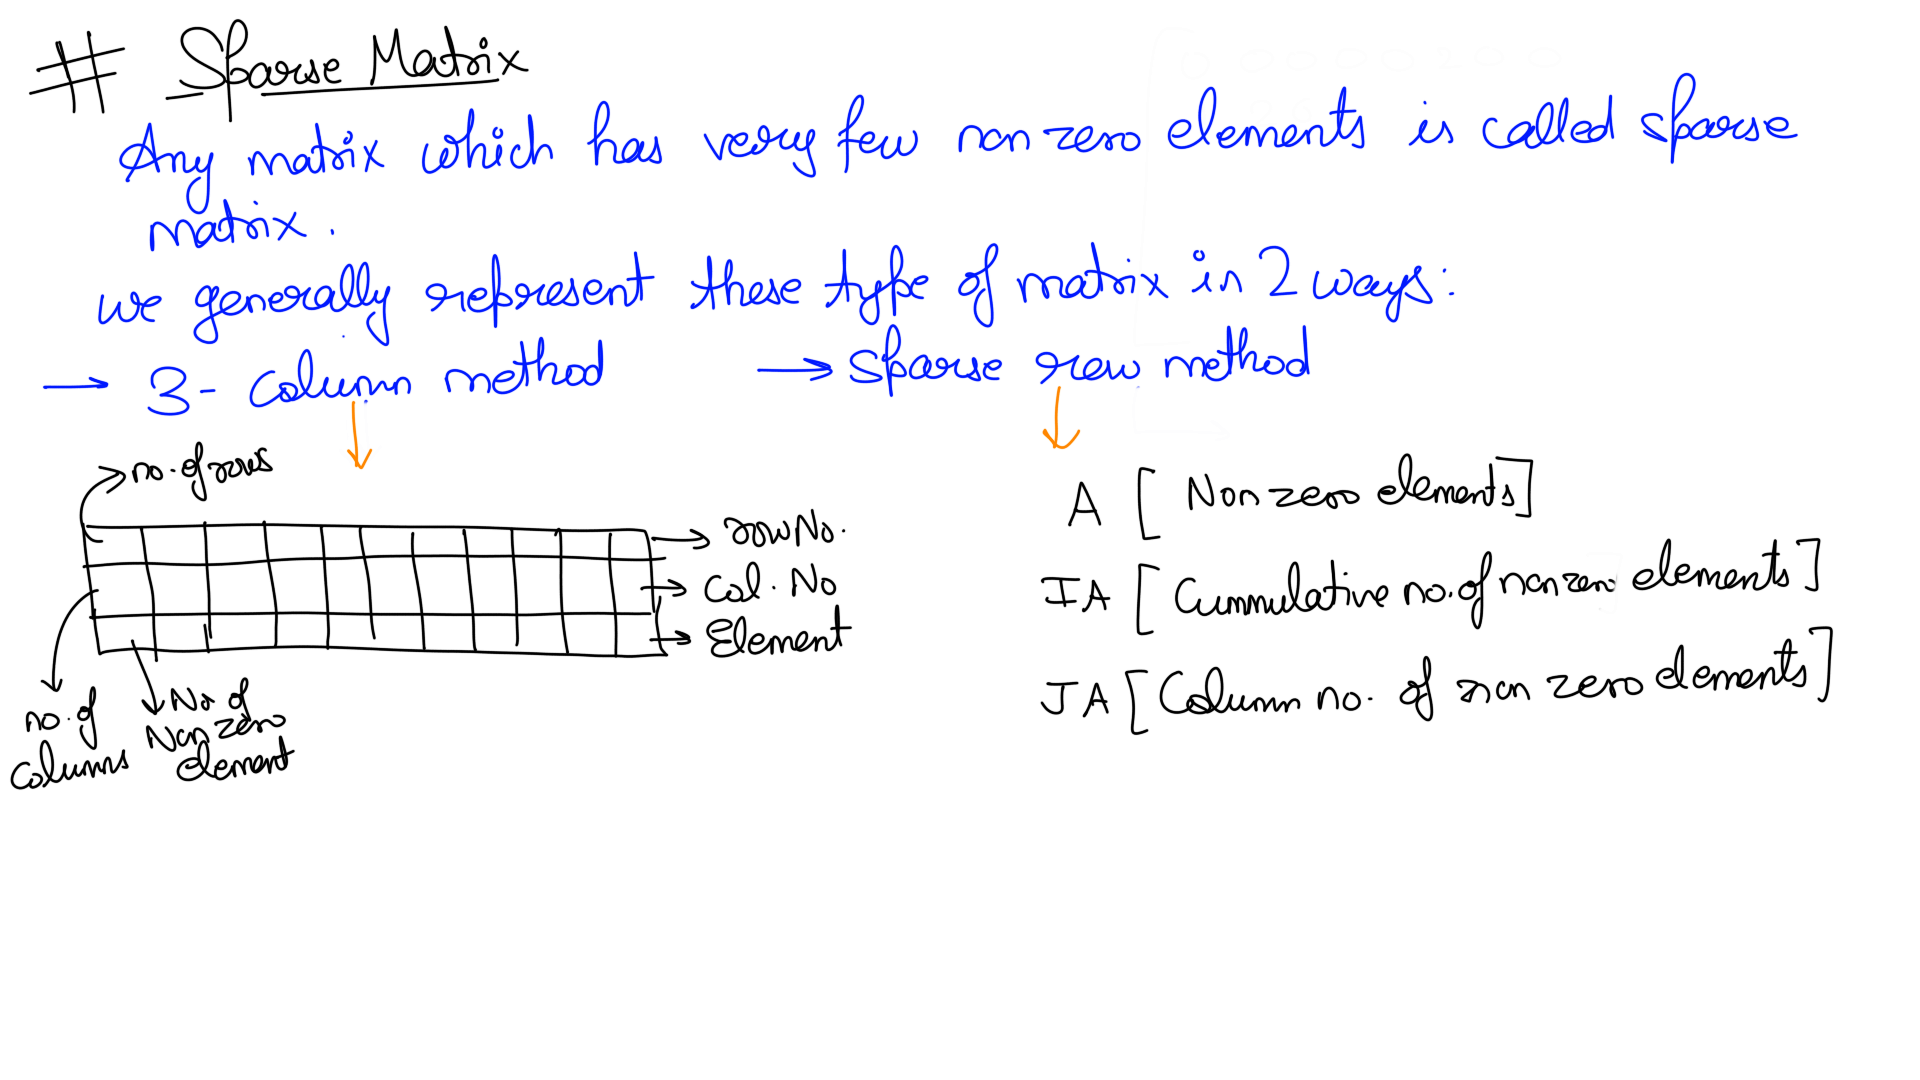 # Sparse Matrix
Any matrix which has very few non zero elements is called sparse
matrix.
we generally represent these type of matrix in 2 ways:
→ 3- column method → Sparse row method
no. of rows
row No.
Col. No
Element
no. of
columns
No of
Non zero
element
A [ Non zero elements]
IA [ Cummulative no. of non zero elements]
JA [ Column no. of non zero elements]